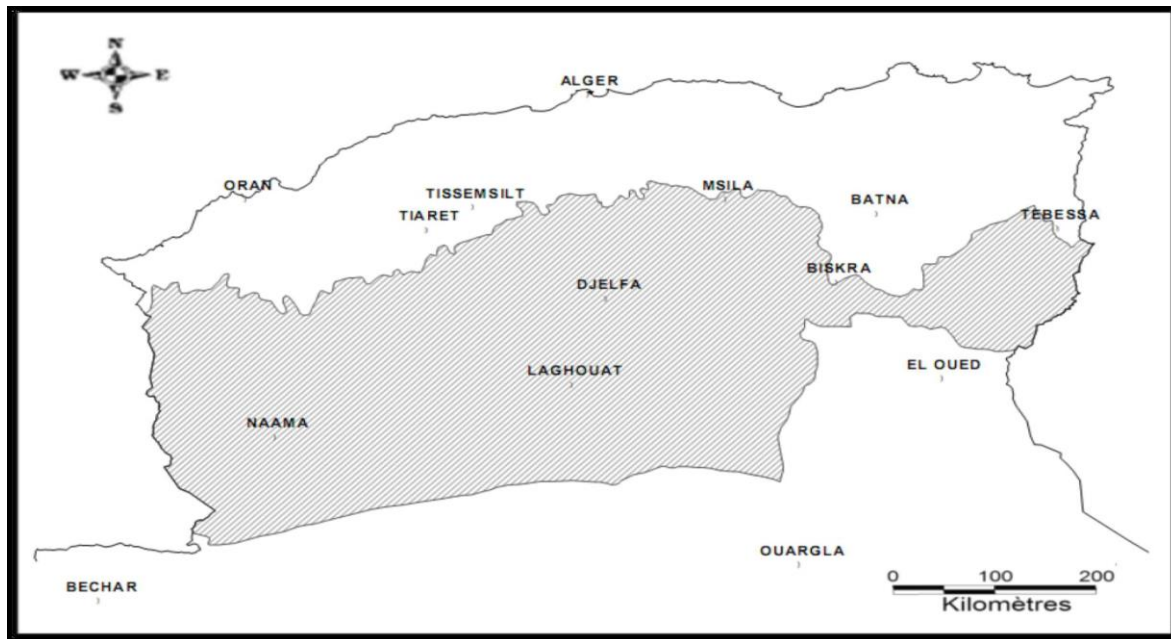 N
W E
S
ALGER
ORAN
TISSEMSILT
MSILA
BATNA
TIARET
TEBESSA
BISKRA
DJELFA
LAGHOUAT
EL OUED
NAAMA
OUARGLA
BECHAR
0 100 200
Kilomètres